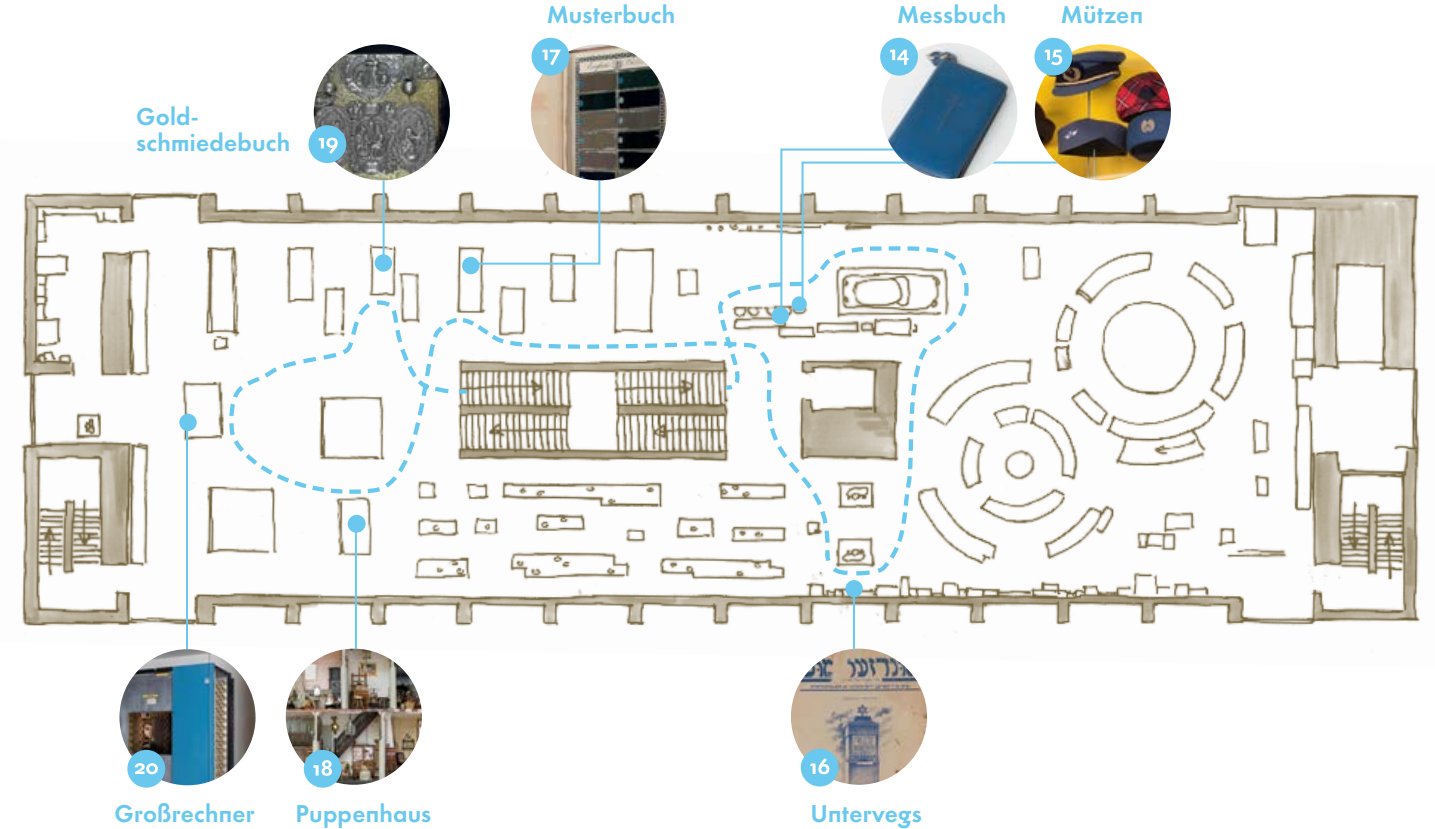 Musterbuch
Messbuch
Mützen
17
14
15
Gold-
schmiedebuch
19
20
18
16
Großrechner
Puppenhaus
Untervegs